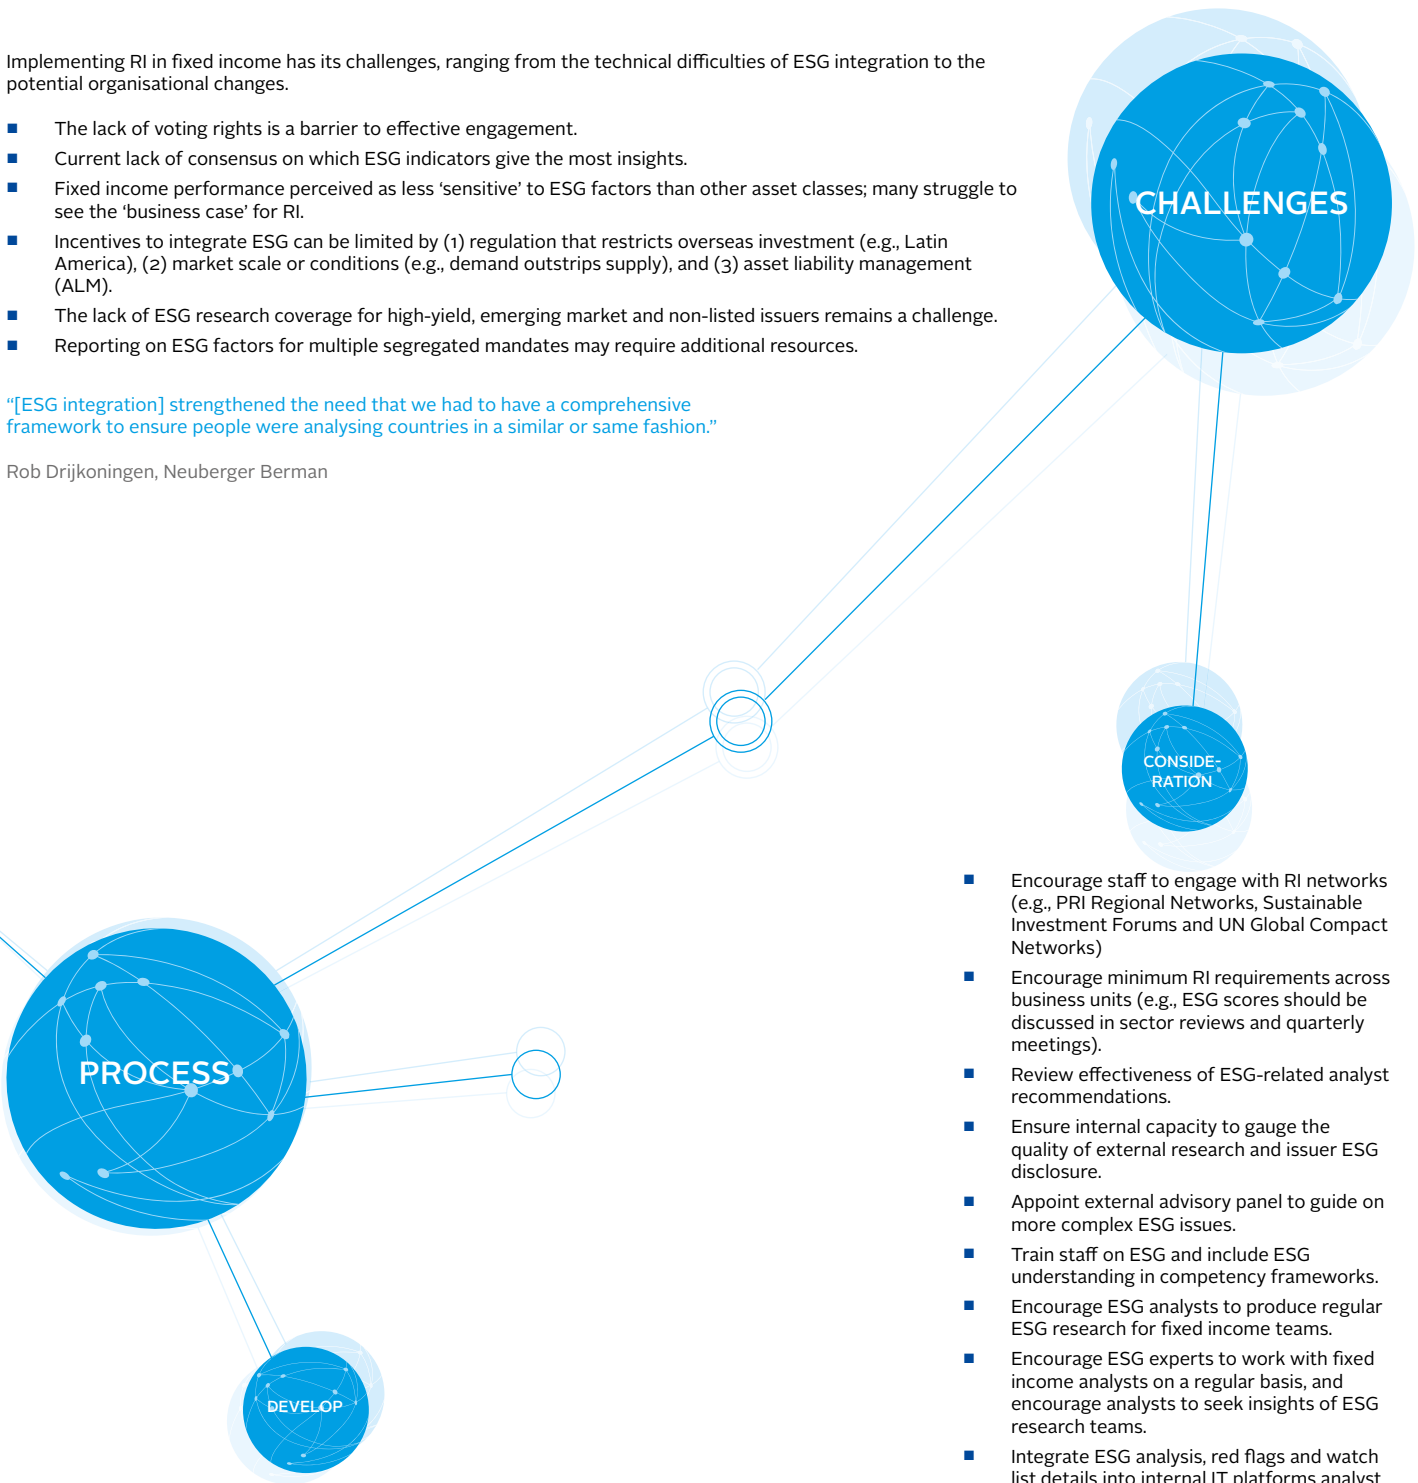 Implementing RI in fixed income has its challenges, ranging from the technical difficulties of ESG integration to the
potential organisational changes.
■ The lack of voting rights is a barrier to effective engagement.
■ Current lack of consensus on which ESG indicators give the most insights.
■ Fixed income performance perceived as less ‘sensitive’ to ESG factors than other asset classes; many struggle to
see the ‘business case’ for RI.
■ Incentives to integrate ESG can be limited by (1) regulation that restricts overseas investment (e.g., Latin
America), (2) market scale or conditions (e.g., demand outstrips supply), and (3) asset liability management
(ALM).
■ The lack of ESG research coverage for high-yield, emerging market and non-listed issuers remains a challenge.
■ Reporting on ESG factors for multiple segregated mandates may require additional resources.
“[ESG integration] strengthened the need that we had to have a comprehensive
framework to ensure people were analysing countries in a similar or same fashion.”
Rob Drijkoningen, Neuberger Berman
CHALLENGES
CONSIDE-
RATION
■ Encourage staff to engage with RI networks
(e.g., PRI Regional Networks, Sustainable
Investment Forums and UN Global Compact
Networks)
■ Encourage minimum RI requirements across
business units (e.g., ESG scores should be
discussed in sector reviews and quarterly
meetings).
■ Review effectiveness of ESG-related analyst
recommendations.
■ Ensure internal capacity to gauge the
quality of external research and issuer ESG
disclosure.
■ Appoint external advisory panel to guide on
more complex ESG issues.
■ Train staff on ESG and include ESG
understanding in competency frameworks.
■ Encourage ESG analysts to produce regular
ESG research for fixed income teams.
■ Encourage ESG experts to work with fixed
income analysts on a regular basis, and
encourage analysts to seek insights of ESG
research teams.
■ Integrate ESG analysis, red flags and watch
list details into internal IT platforms analyst
PROCESS
DEVELOP